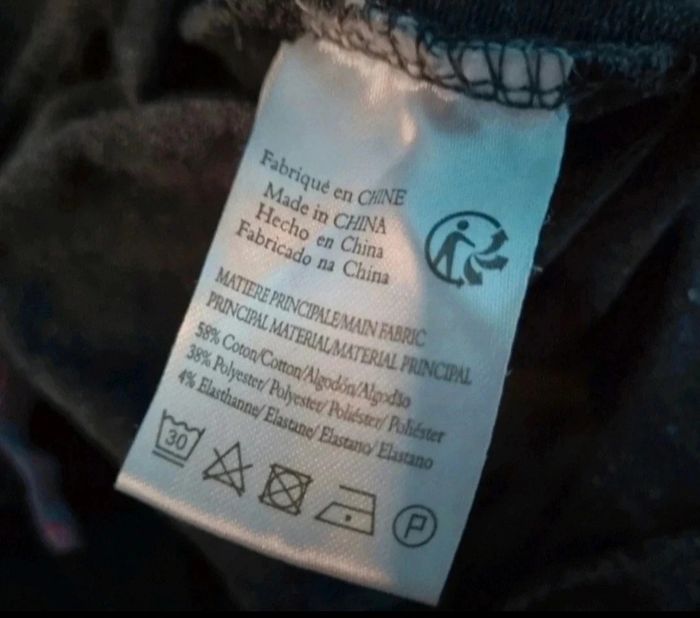 Fabriqué en CHINE
Made in CHINA
Hecho en China
Fabricado na China
MATIERE PRINCIPALE/MAIN FABRIC
PRINCIPAL MATERIAL/MATERIAL PRINCIPAL
58% Coton/Cotton/Algodón/Algodão
38% Polyester/ Polyester/ Poliéster/ Poliéster
4% Elasthanne/ Elastane/ Elastano/ Elastano
30
P